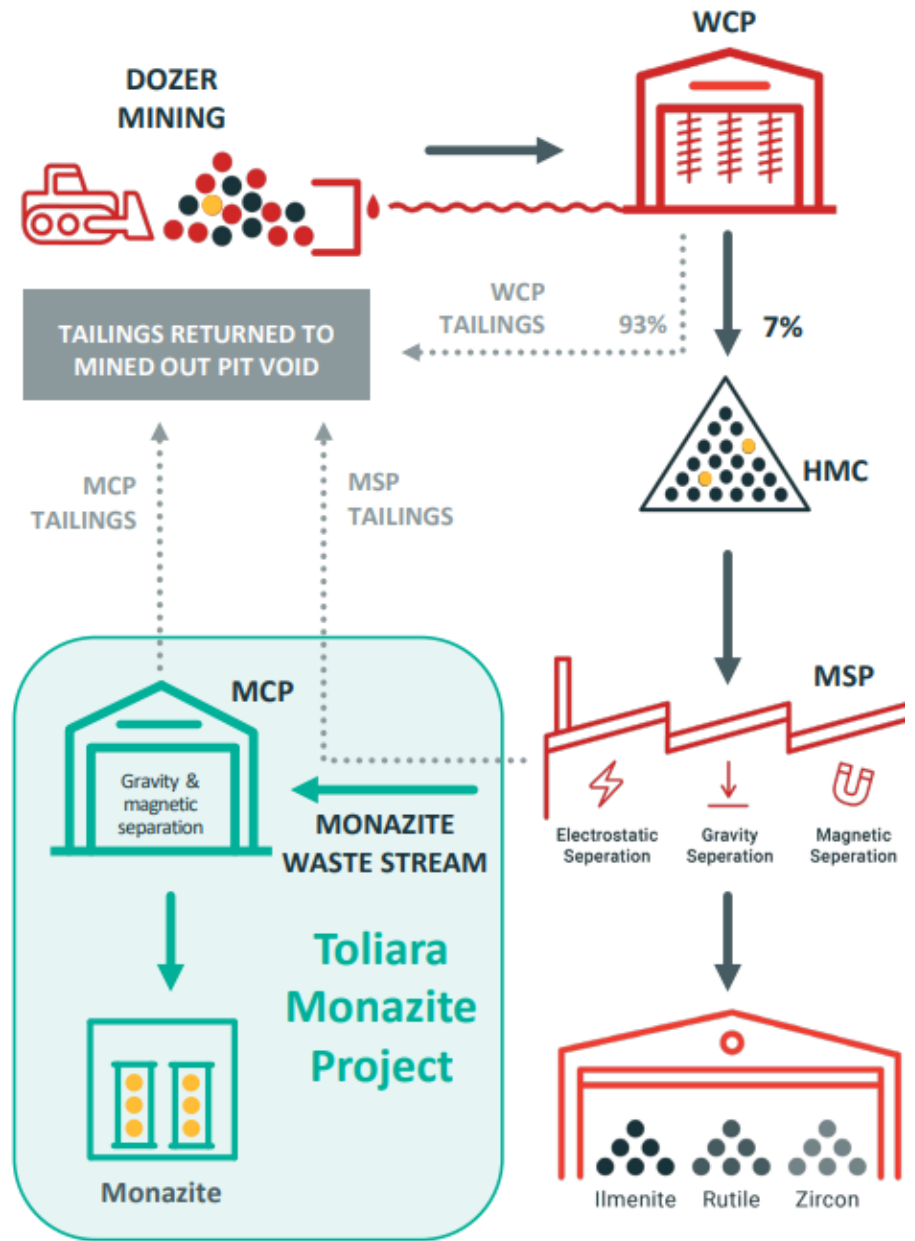 WCP
DOZER
MINING
WCP
TAILINGS
93%
7%
TAILINGS RETURNED TO
MINED OUT PIT VOID
HMC
MCP
TAILINGS
MSP
TAILINGS
MCP
MSP
Gravity &
magnetic
separation
MONAZITE
WASTE STREAM
Electrostatic
Seperation
Gravity
Seperation
Magnetic
Seperation
Toliara
Monazite
Project
Monazite
Ilmenite
Rutile
Zircon